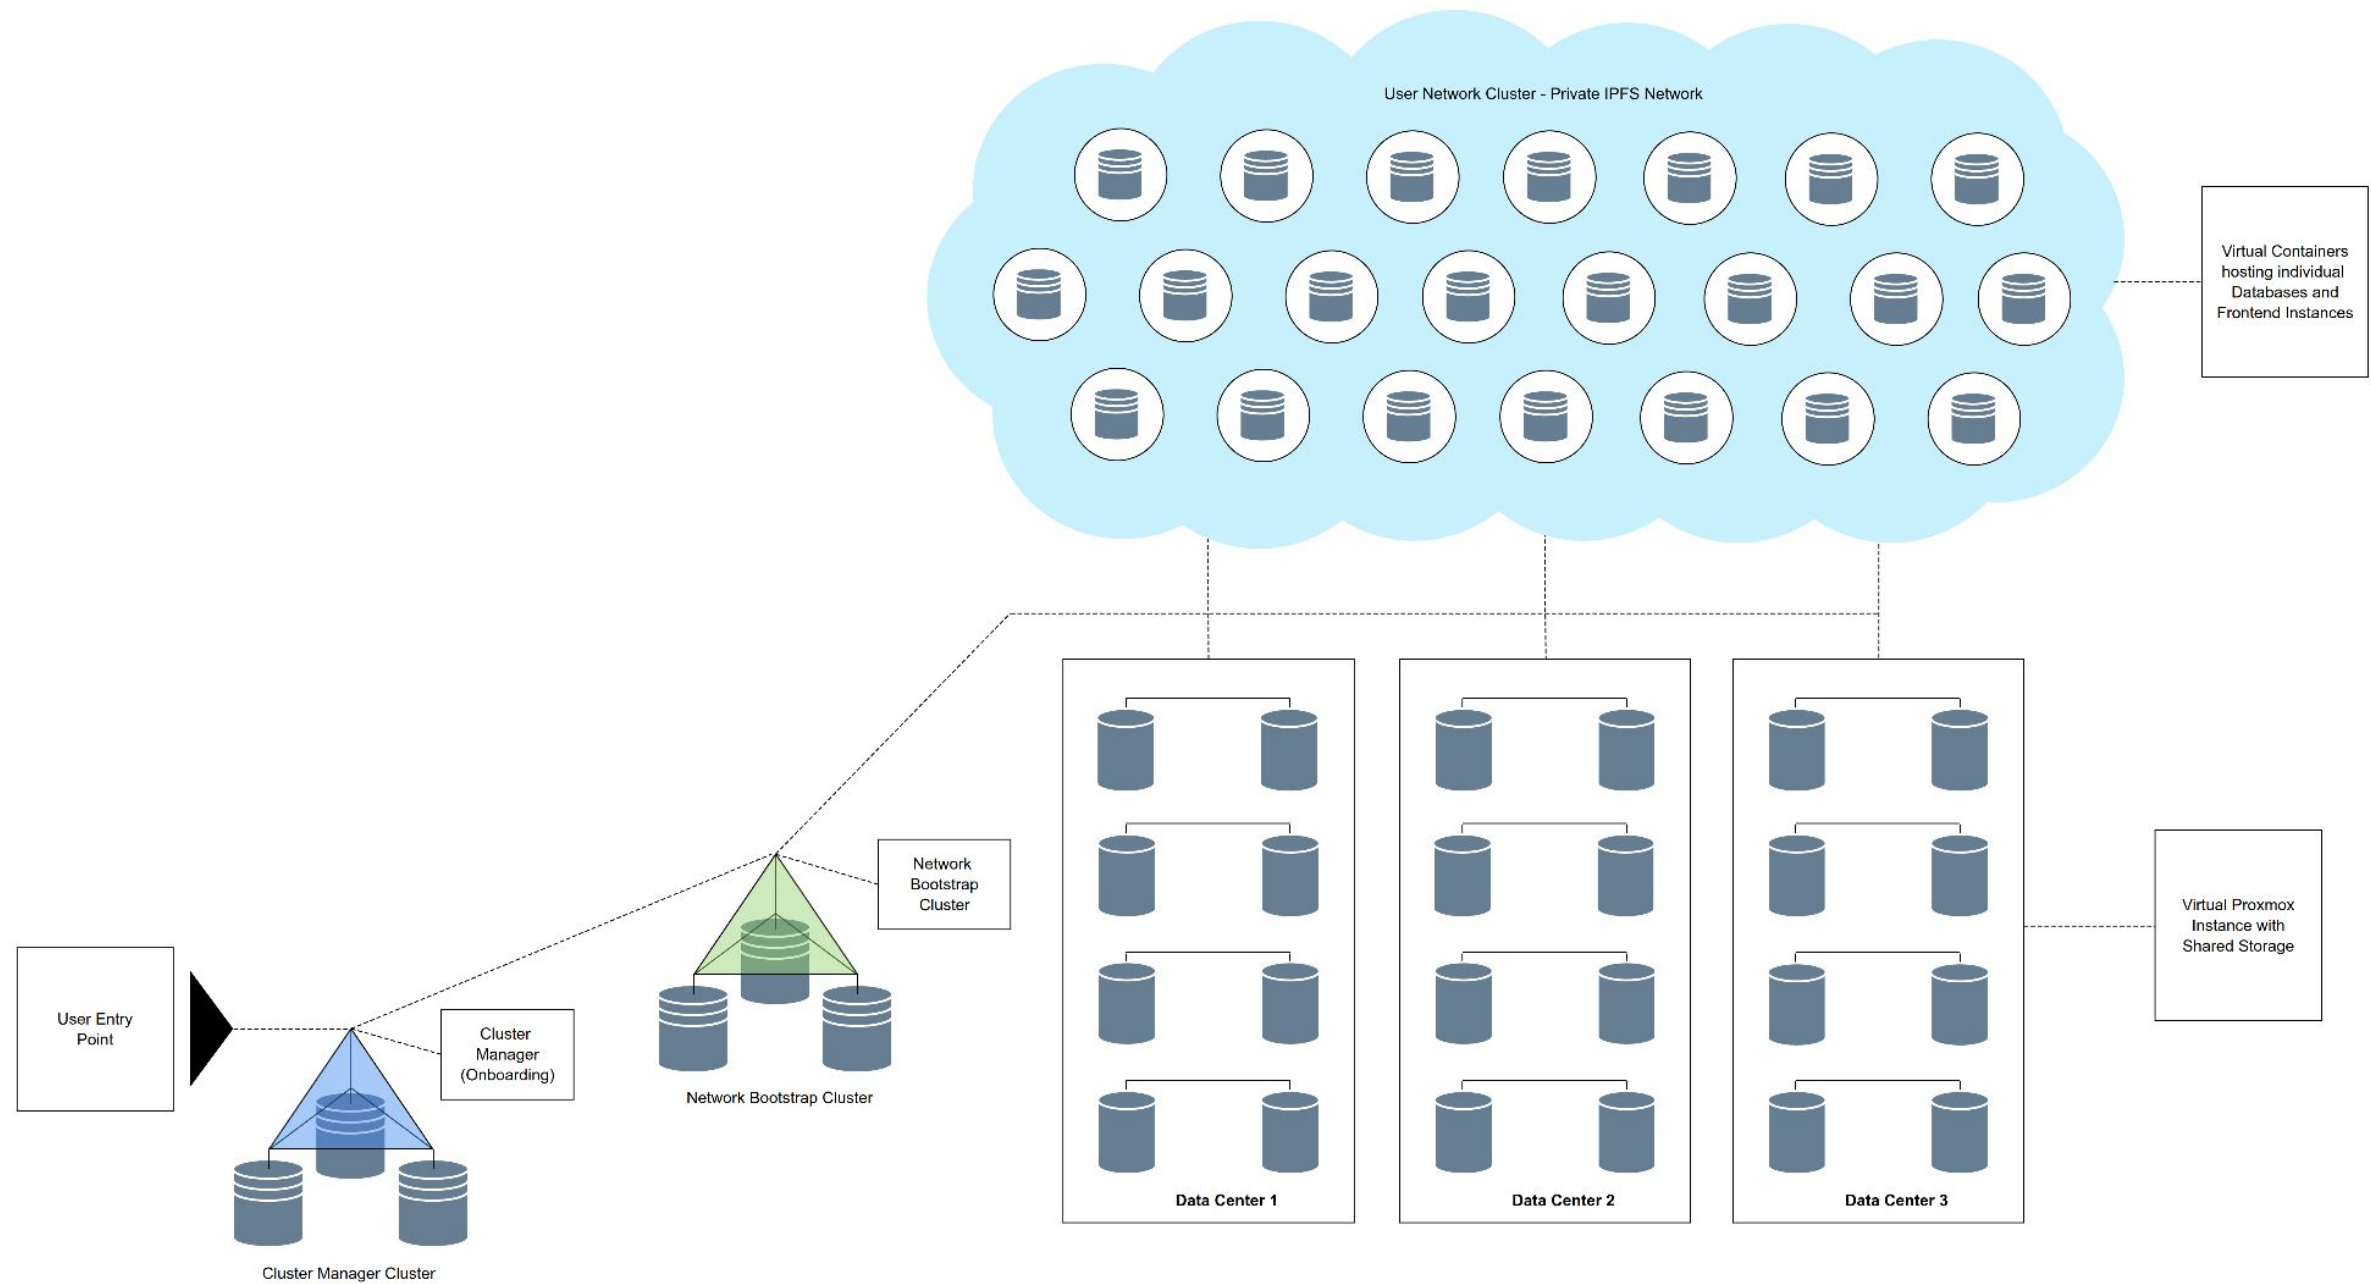 User Network Cluster - Private IPFS Network
Virtual Containers
hosting individual
Databases and
Frontend Instances
Network
Bootstrap
Cluster
Virtual Proxmox
Instance with
Shared Storage
User Entry
Point
Cluster
Manager
(Onboarding)
Network Bootstrap Cluster
Data Center 1
Data Center 2
Data Center 3
Cluster Manager Cluster